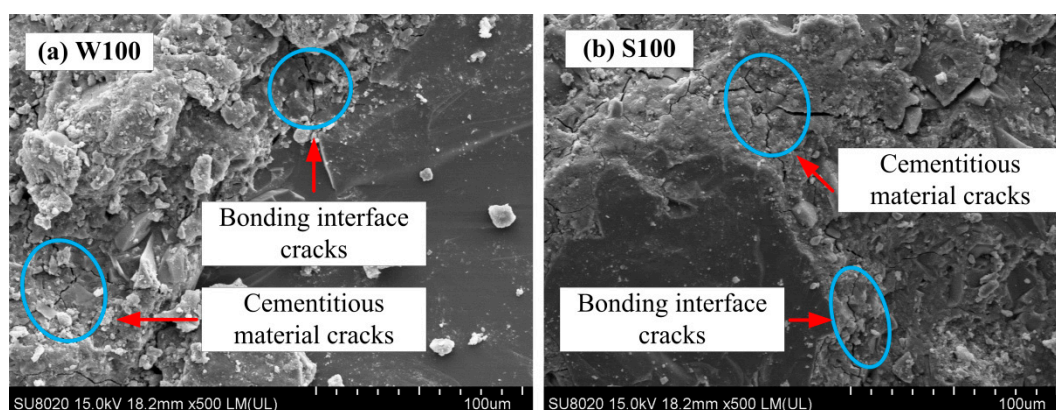 (a) W100
Bonding interface
cracks
Cementitious
material cracks
SU8020 15.0kV 18.2mm x500 LM(UL)
100um
(b) S100
Cementitious
material cracks
Bonding interface
cracks
SU8020 15.0kV 18.2mm x500 LM(UL)
100um